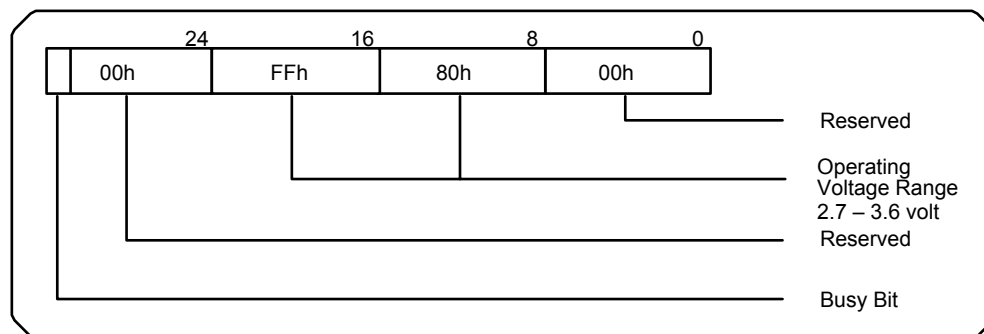 24 16 8 0
00h FFh 80h 00h
Reserved
Operating
Voltage Range
2.7 – 3.6 volt
Reserved
Busy Bit